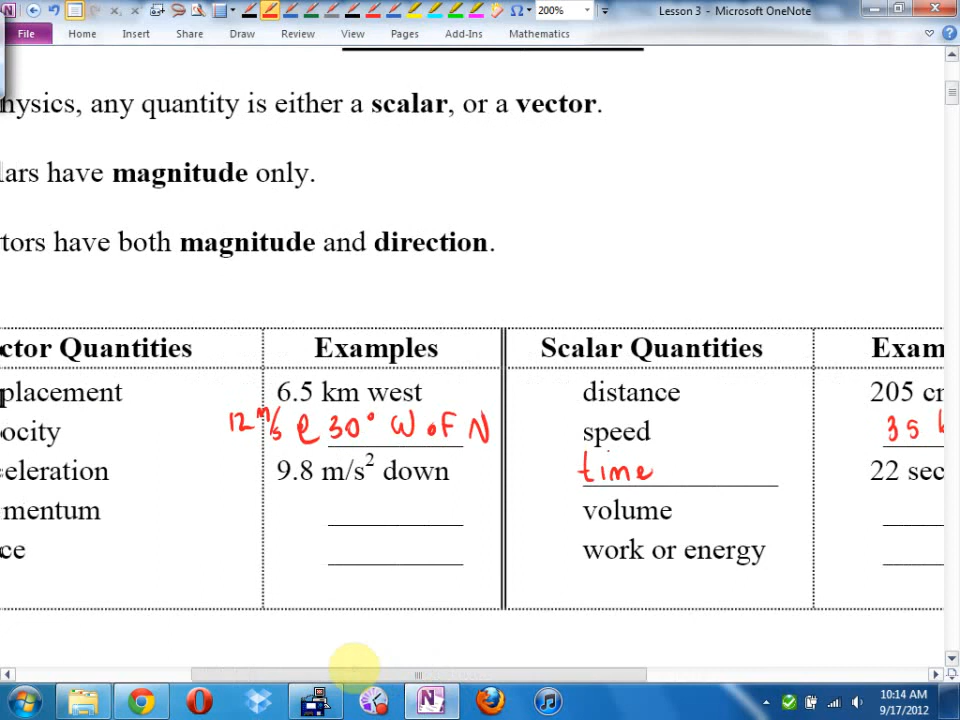 Lesson 3 - Microsoft OneNote
200%
File Home Insert Share Draw Review View Pages Add-Ins Mathematics
hysics, any quantity is either a scalar, or a vector.
lars have magnitude only.
tors have both magnitude and direction.
ctor Quantities Examples Scalar Quantities Exam
placement 6.5 km west distance 205 cm
ocity 12 m/s @ 30° W of N speed 35 k
eleration 9.8 m/s² down time 22 sec
mentum volume
ce work or energy
10:14 AM
9/17/2012